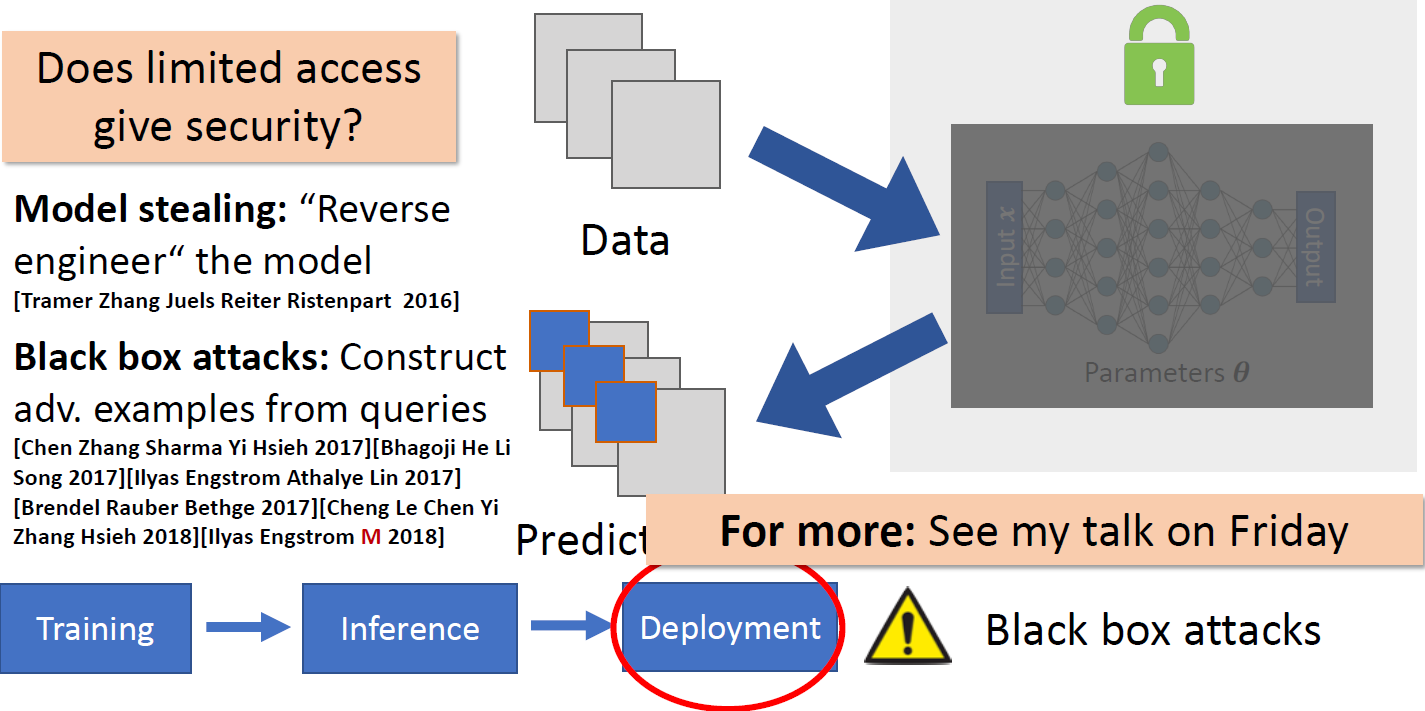 Does limited access
give security?
Model stealing: “Reverse
engineer“ the model
[Tramer Zhang Juels Reiter Ristenpart 2016]
Black box attacks: Construct
adv. examples from queries
[Chen Zhang Sharma Yi Hsieh 2017][Bhagoji He Li
Song 2017][Ilyas Engstrom Athalye Lin 2017]
[Brendel Rauber Bethge 2017][Cheng Le Chen Yi
Zhang Hsieh 2018][Ilyas Engstrom M 2018]
Data
Input x
Output
Parameters θ
Predict
For more: See my talk on Friday
Training
Inference
Deployment
Black box attacks